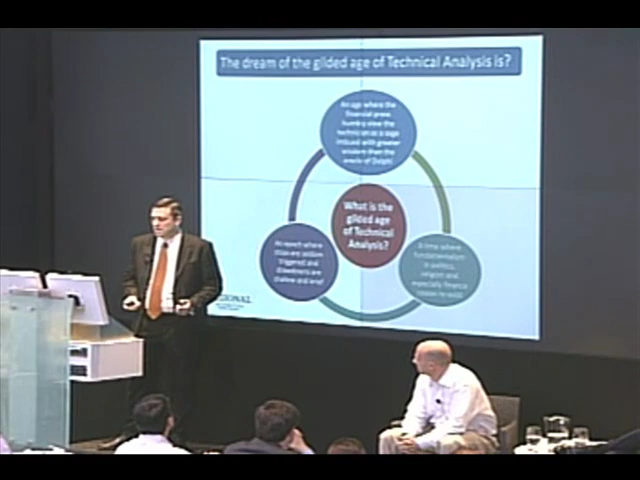 The dream of the gilded age of Technical Analysis is?
An age where the
financial press
humbly view the
technician as a sage
imbued with greater
wisdom than the
oracle of Delphi
What is the
gilded age
of Technical
Analysis?
An epoch where
stops are seldom
triggered and
drawdowns are
shallow and brief
A time where
fundamentalism
in politics,
religion and
especially finance
ceases to exist